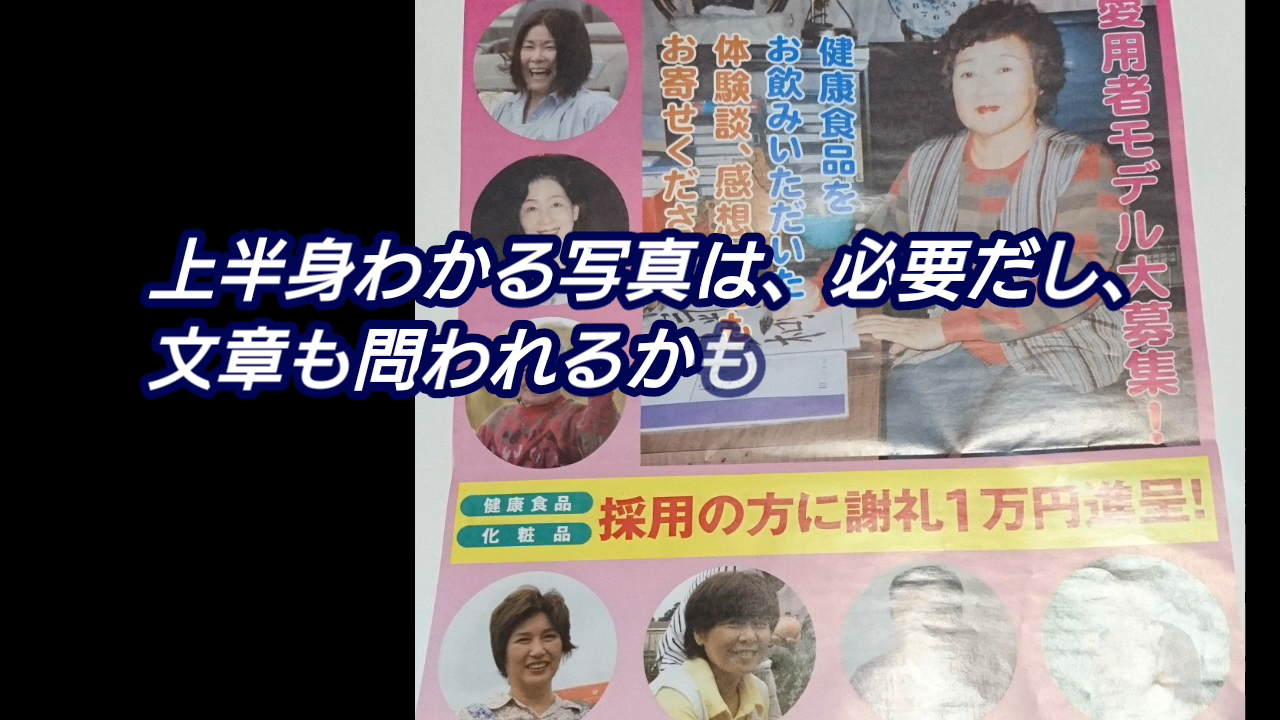 愛用者モデル大募集!
健康食品を
お飲みいただいた
体験談、感想も
お寄せくださ
上半身わかる写真は、必要だし、
文章も問われるかも
健康食品
化粧品
採用の方に謝礼1万円進呈!